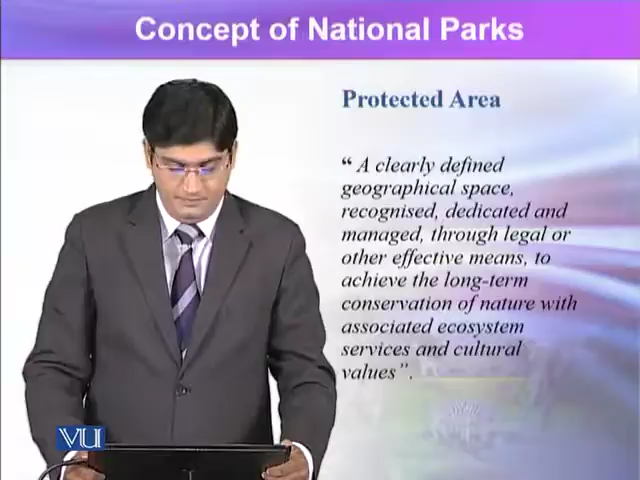 Concept of National Parks
Protected Area
“ A clearly defined
geographical space,
recognised, dedicated and
managed, through legal or
other effective means, to
achieve the long-term
conservation of nature with
associated ecosystem
services and cultural
values”.
VU